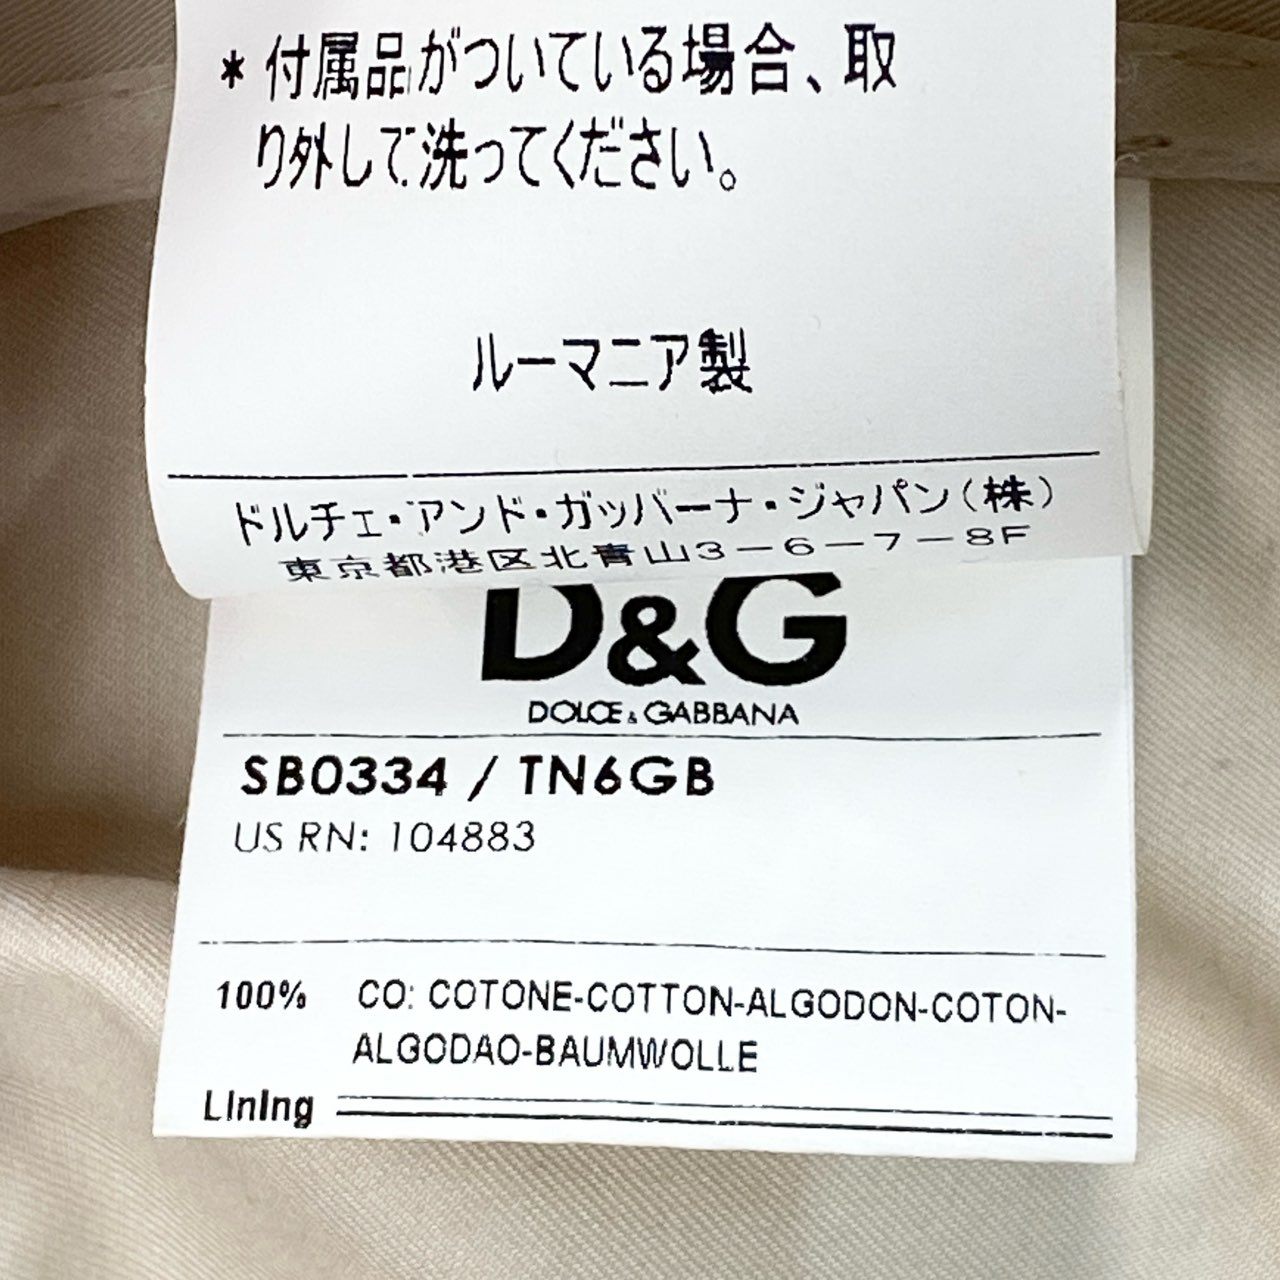 * 付属品がついている場合、取
り外しで洗ってください。
ルーマニア製
ドルチェ・アンド・ガッバーナ・ジャパン(株)
東京都港区北青山3-6-7-8F
D&G
DOLCE & GABBANA
SB0334 / TN6GB
US RN: 104883
100% CO: COTONE-COTTON-ALGODON-COTON-
ALGODAO-BAUMWOLLE
Lining